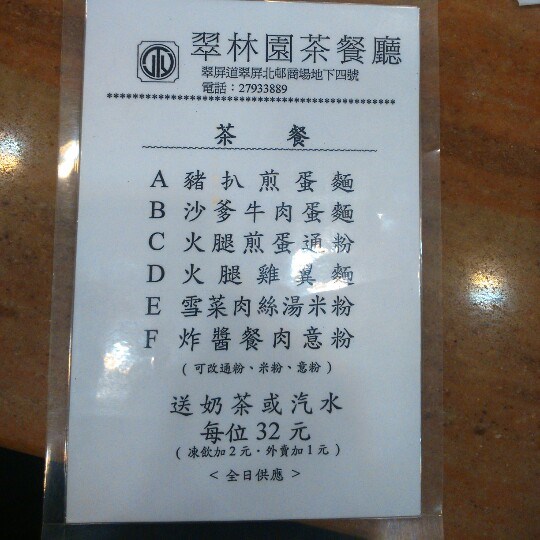 翠林園茶餐廳
翠屏道翠屏北邨商場地下四號
電話：27933889
****************************************************
茶 餐
A 豬扒煎蛋麵
B 沙爹牛肉蛋麵
C 火腿煎蛋通粉
D 火腿雞翼麵
E 雪菜肉絲湯米粉
F 炸醬餐肉意粉
（可改通粉、米粉、意粉）
送奶茶或汽水
每位 32 元
（凍飲加 2 元．外賣加 1 元）
< 全日供應 >